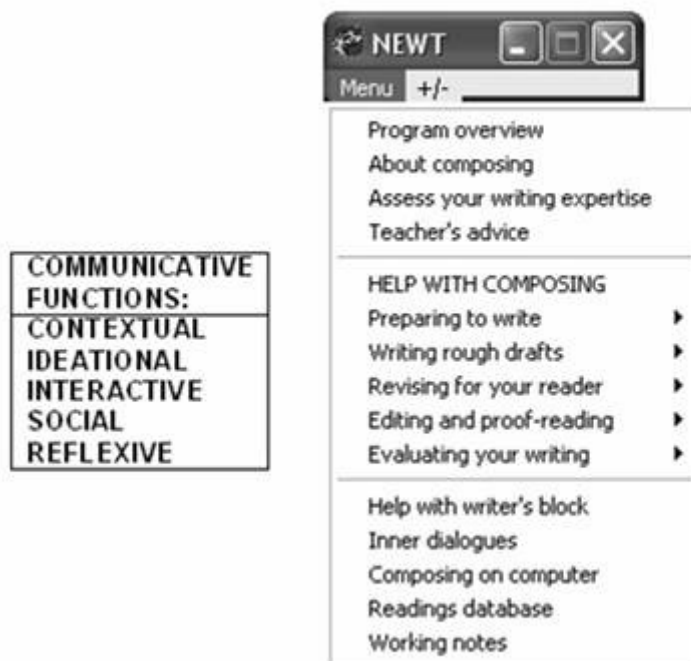 COMMUNICATIVE
FUNCTIONS:
CONTEXTUAL
IDEATIONAL
INTERACTIVE
SOCIAL
REFLEXIVE
NEWT
Menu +/-
Program overview
About composing
Assess your writing expertise
Teacher's advice
HELP WITH COMPOSING
Preparing to write
Writing rough drafts
Revising for your reader
Editing and proof-reading
Evaluating your writing
Help with writer's block
Inner dialogues
Composing on computer
Readings database
Working notes